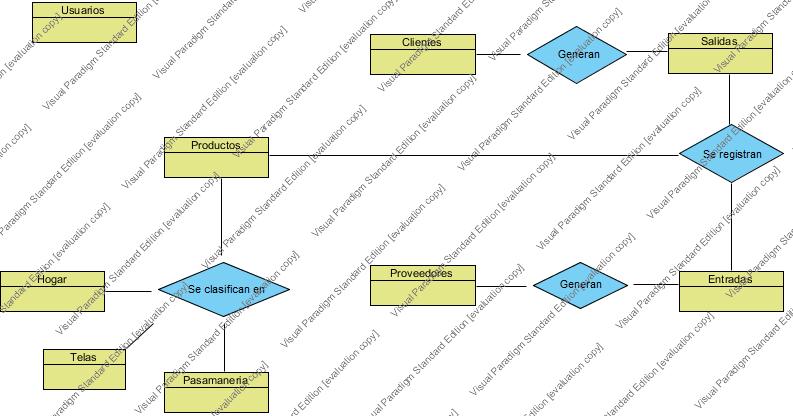 Usuarios
Clientes
Generan
Salidas
Productos
Se registran
Hogar
Se clasifican en
Proveedores
Generan
Entradas
Telas
Pasamaneria
Visual Paradigm Standard Edition [evaluation copy]